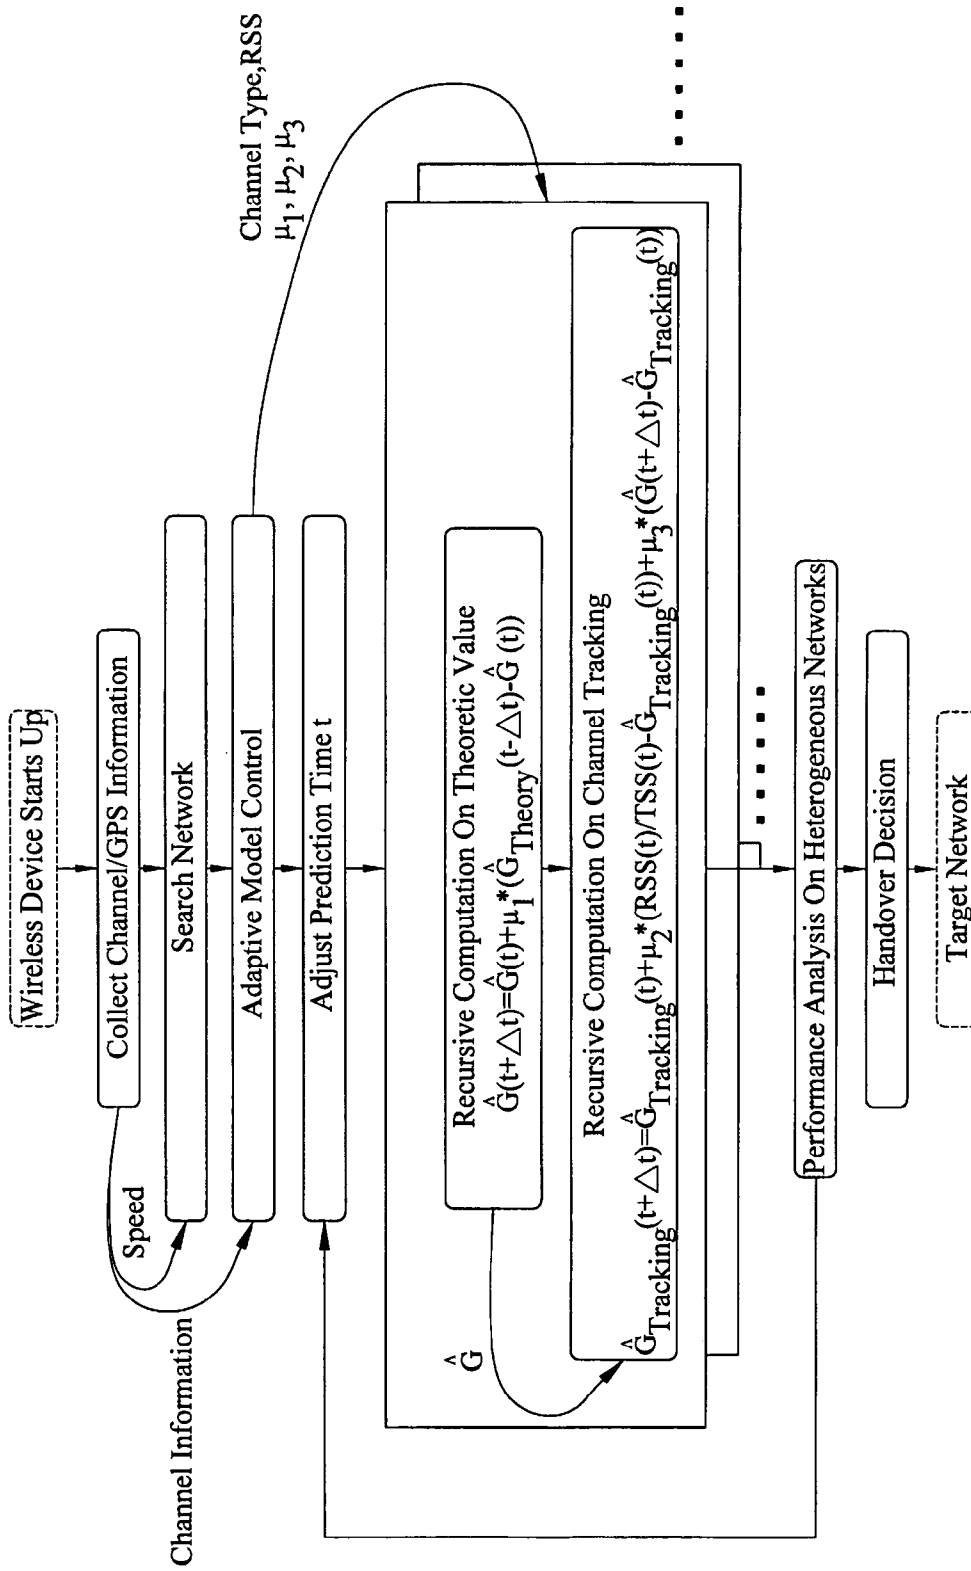 Wireless Device Starts Up
Collect Channel/GPS Information
Speed
Channel Information
Search Network
Adaptive Model Control
Channel Type,RSS
μ1, μ2, μ3
Adjust Prediction Time t
Recursive Computation On Theoretic Value
Ĝ(t+△t)=Ĝ(t)+μ1*(ĜTheory(t-△t)-Ĝ(t))
Ĝ
Recursive Computation On Channel Tracking
ĜTracking(t+△t)=ĜTracking(t)+μ2*(RSS(t)/TSS(t)-ĜTracking(t))+μ3*(Ĝ(t+△t)-ĜTracking(t))
Performance Analysis On Heterogeneous Networks
Handover Decision
Target Network